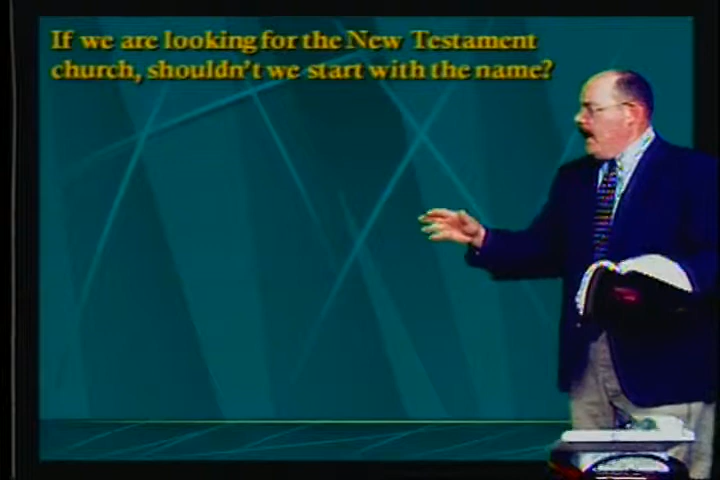 If we are looking for the New Testament
church, shouldn't we start with the name?